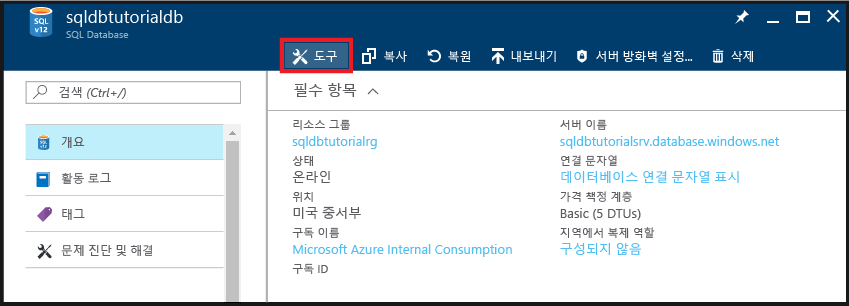 SQL
v12
sqldbtutorialdb
SQL Database
도구
복사
복원
내보내기
서버 방화벽 설정...
삭제
검색 (Ctrl+/)
개요
활동 로그
태그
문제 진단 및 해결
필수 항목
리소스 그룹
sqldbtutorialrg
상태
온라인
위치
미국 중서부
구독 이름
Microsoft Azure Internal Consumption
구독 ID
서버 이름
sqldbtutorialsrv.database.windows.net
연결 문자열
데이터베이스 연결 문자열 표시
가격 책정 계층
Basic (5 DTUs)
지역에서 복제 역할
구성되지 않음